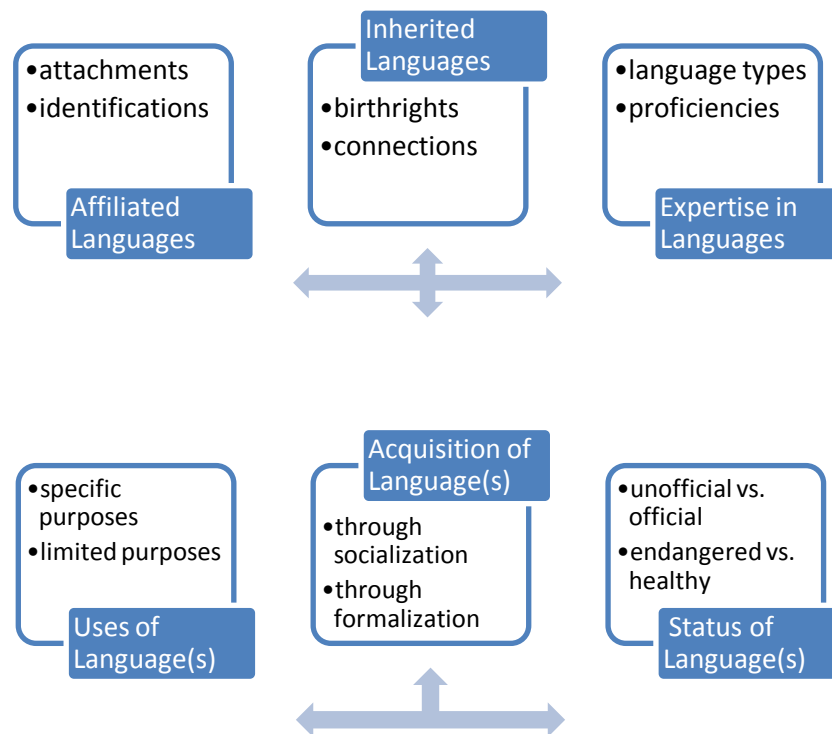 •attachments
•identifications
Affiliated
Languages
Inherited
Languages
•birthrights
•connections
•language types
•proficiencies
Expertise in
Languages
•specific
purposes
•limited purposes
Uses of
Language(s)
Acquisition of
Language(s)
•through
socialization
•through
formalization
•unofficial vs.
official
•endangered vs.
healthy
Status of
Language(s)